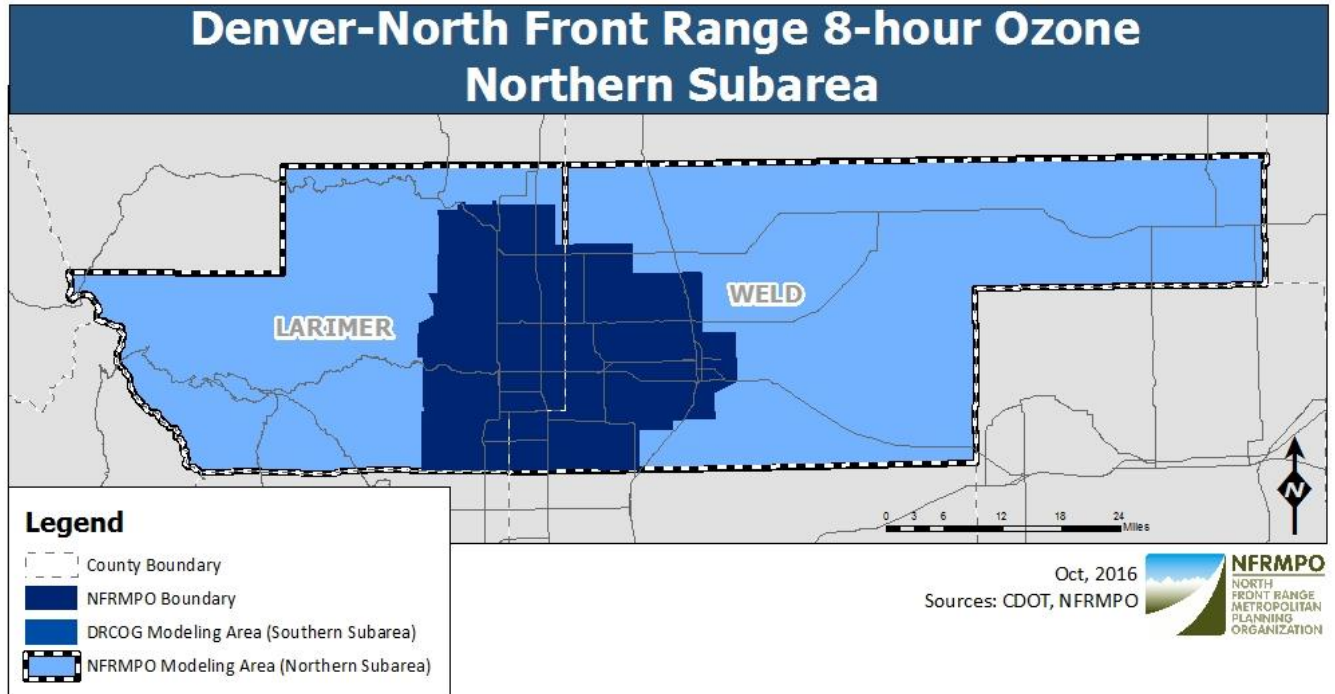 Denver-North Front Range 8-hour Ozone
Northern Subarea
LARIMER
WELD
N
0 3 6 12 18 24
Miles
Legend
County Boundary
NFRMPO Boundary
DRCOG Modeling Area (Southern Subarea)
NFRMPO Modeling Area (Northern Subarea)
Oct, 2016
Sources: CDOT, NFRMPO
NFRMPO
NORTH
FRONT RANGE
METROPOLITAN
PLANNING
ORGANIZATION